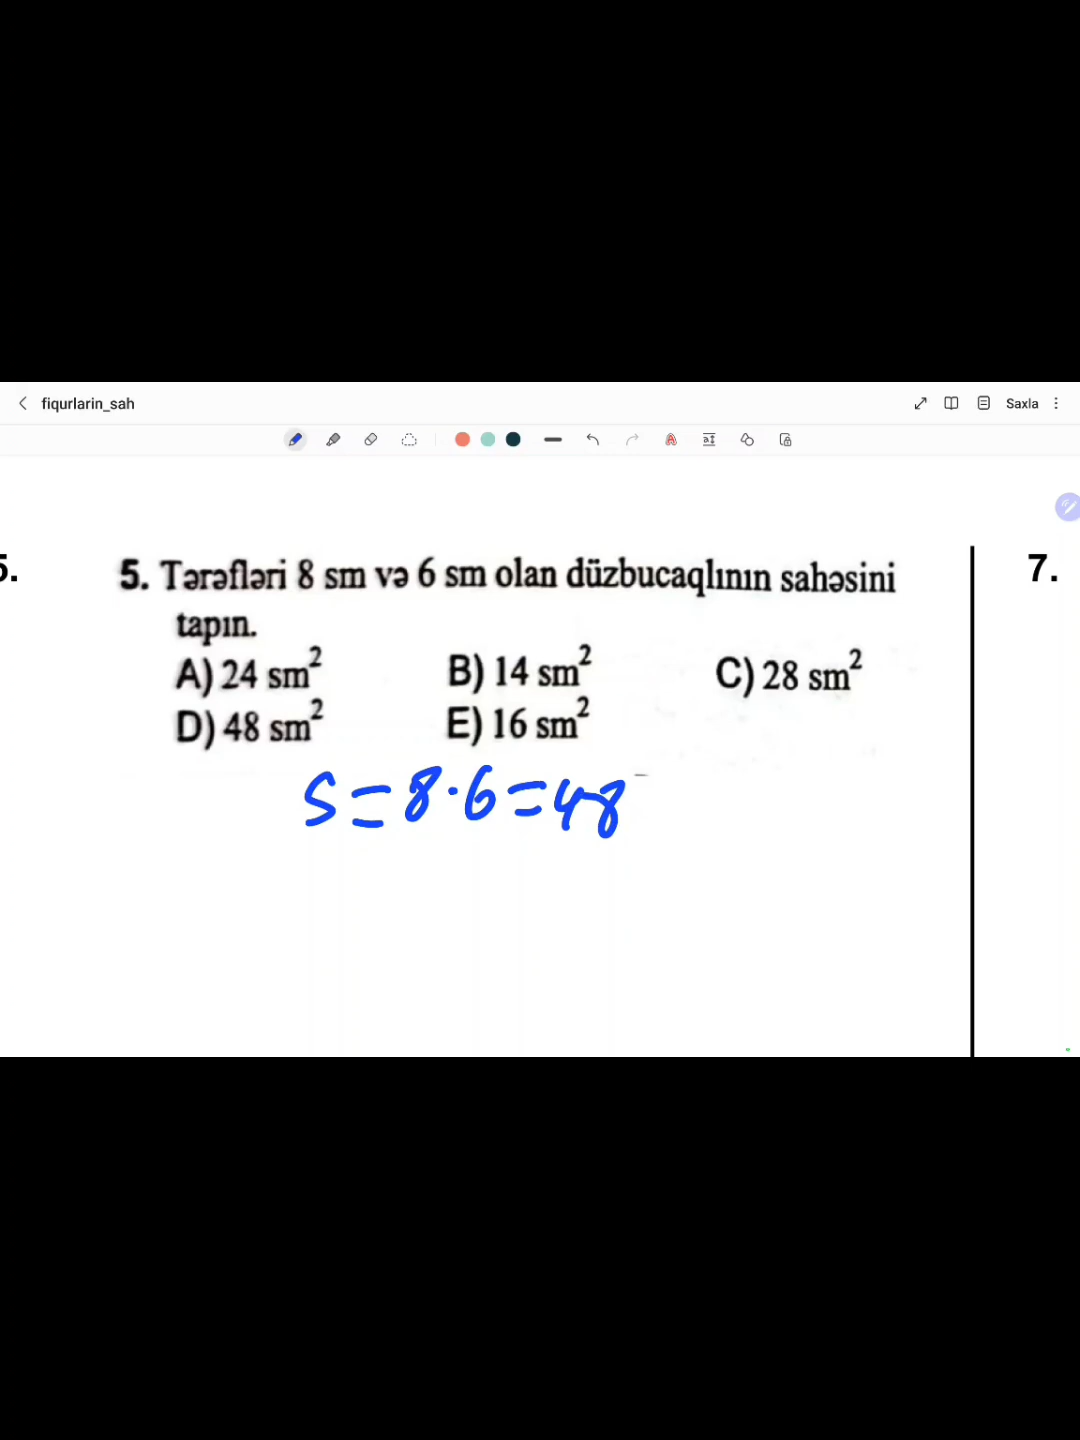 fiqurlarin_sah
Saxla
5. Tərəfləri 8 sm və 6 sm olan düzbucaqlının sahəsini
tapın.
A) 24 sm² B) 14 sm² C) 28 sm²
D) 48 sm² E) 16 sm²
S=8·6=48
7.